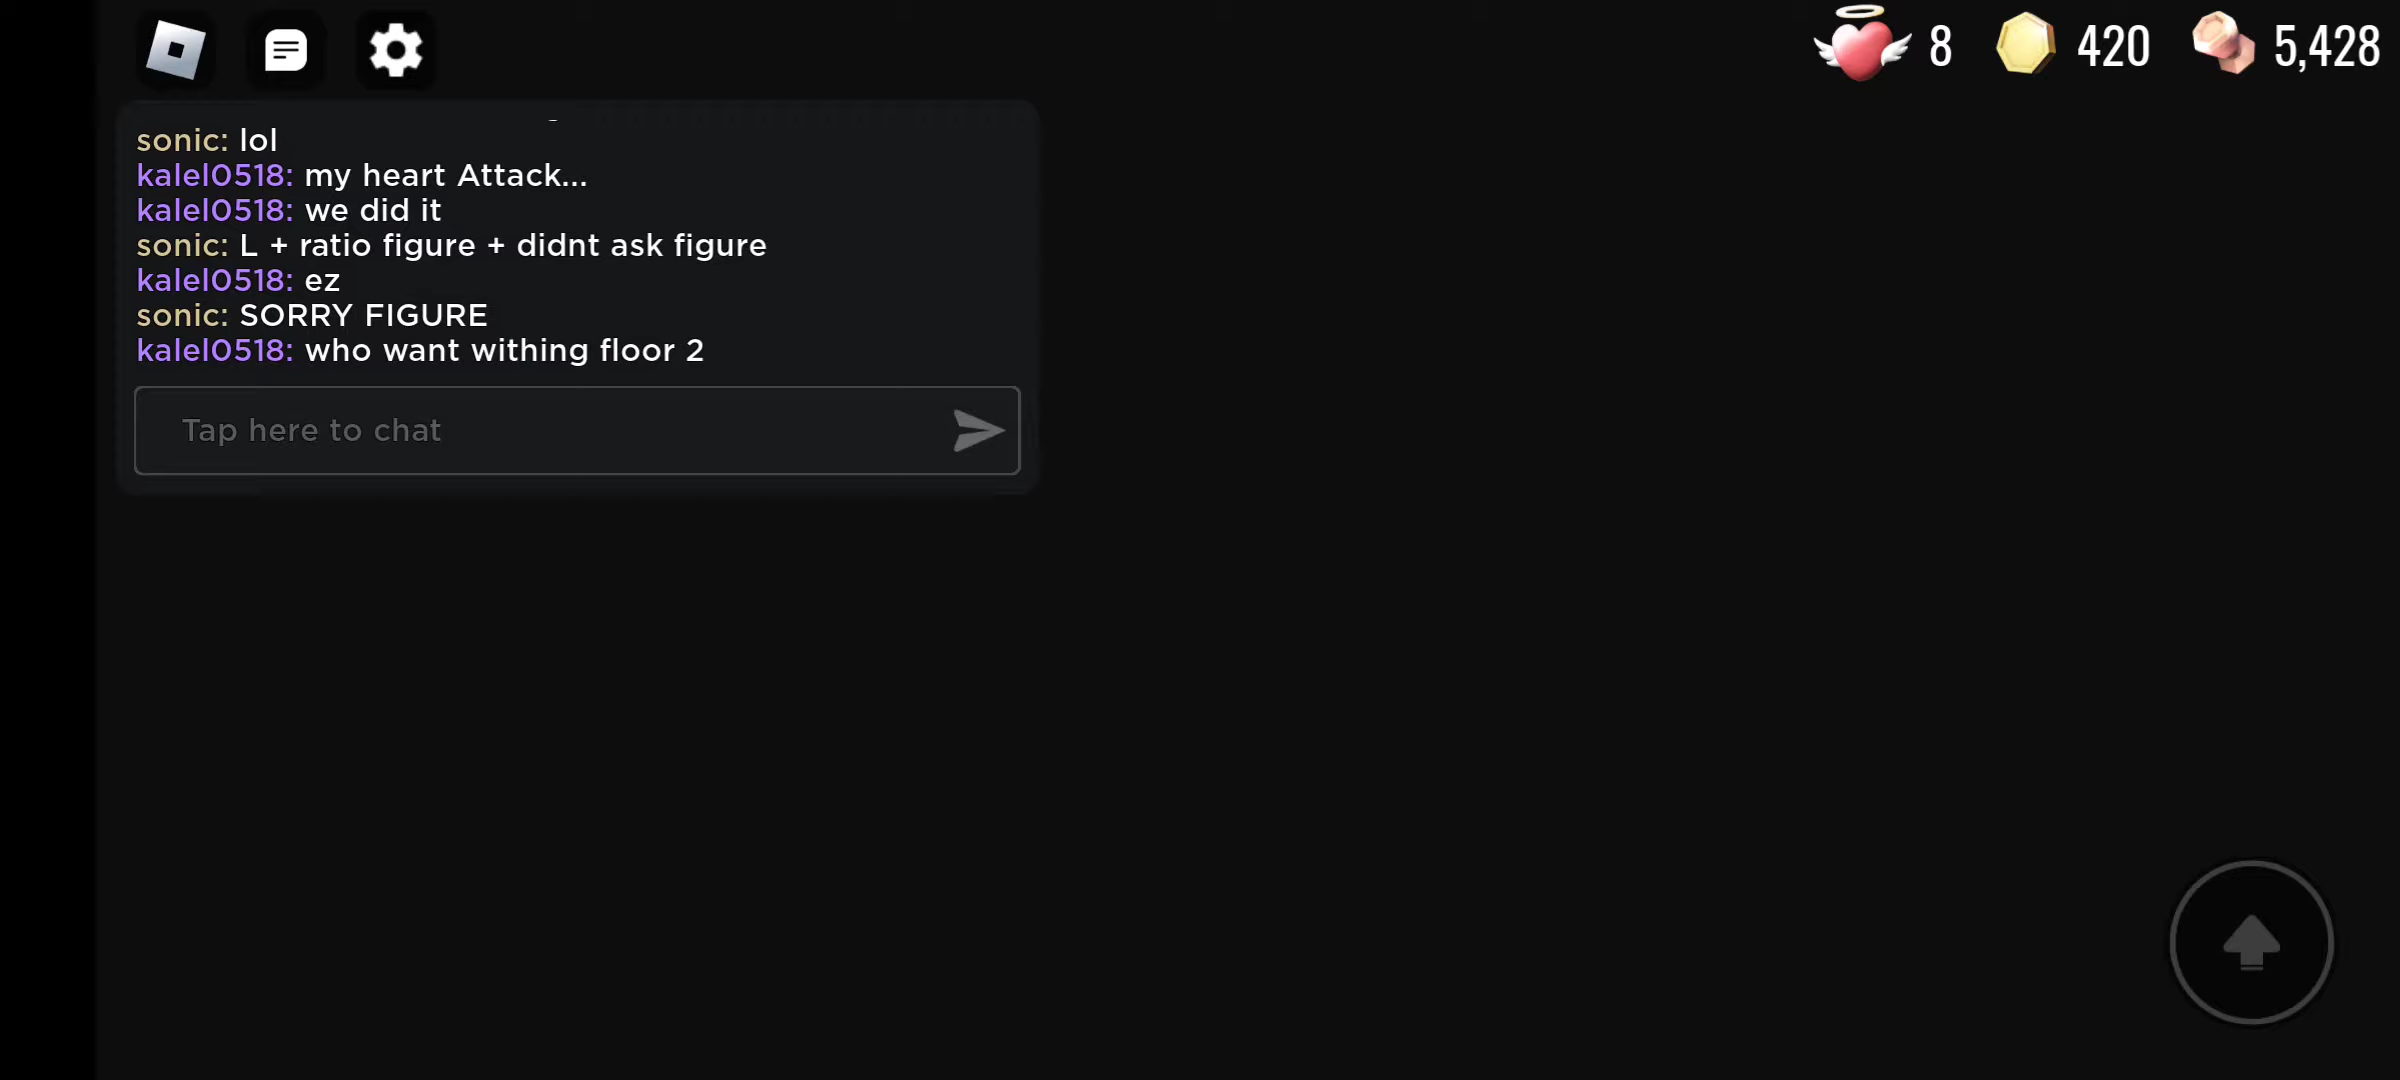 8 420 5,428
sonic: lol
kalel0518: my heart Attack...
kalel0518: we did it
sonic: L + ratio figure + didnt ask figure
kalel0518: ez
sonic: SORRY FIGURE
kalel0518: who want withing floor 2
Tap here to chat